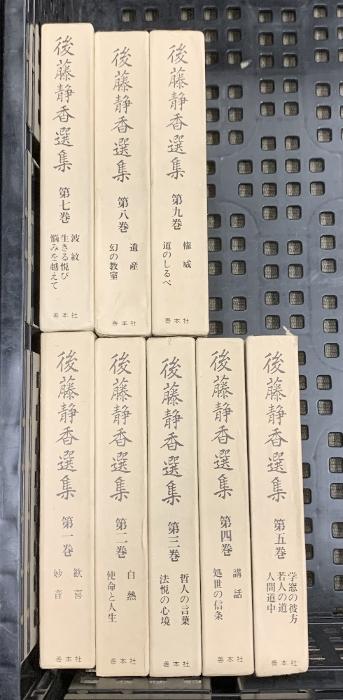 後藤静香選集
第七巻
波紋
生きる悦び
悩みを越えて
善本社
後藤静香選集
第八巻
遺産
幻の教室
善本社
後藤静香選集
第九巻
権威
道のしるべ
善本社
後藤静香選集
第一巻
歓喜
妙音
善本社
後藤静香選集
第二巻
白熱
使命と人生
善本社
後藤静香選集
第三巻
哲人の言葉
法悦の心境
善本社
後藤静香選集
第四巻
講話
処世の信条
善本社
後藤静香選集
第五巻
学窓の彼方
若人の道
人間道中
善本社